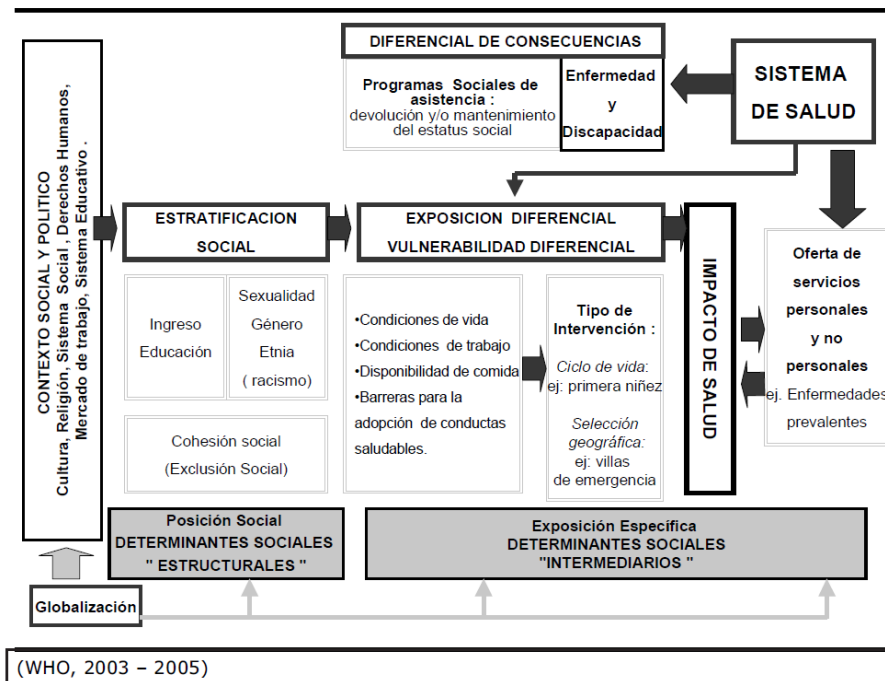 DIFERENCIAL DE CONSECUENCIAS
Programas Sociales de
asistencia :
devolución y/o mantenimiento
del estatus social
Enfermedad
y
Discapacidad
SISTEMA
DE SALUD
CONTEXTO SOCIAL Y POLITICO
Cultura, Religión, Sistema Social , Derechos Humanos,
Mercado de trabajo, Sistema Educativo .
ESTRATIFICACION
SOCIAL
EXPOSICION DIFERENCIAL
VULNERABILIDAD DIFERENCIAL
Ingreso
Educación
Sexualidad
Género
Etnia
( racismo)
Cohesión social
(Exclusión Social)
•Condiciones de vida
•Condiciones de trabajo
•Disponibilidad de comida
•Barreras para la
adopción de conductas
saludables.
Tipo de
Intervención :
Ciclo de vida:
ej: primera niñez
Selección
geográfica:
ej: villas
de emergencia
IMPACTO DE SALUD
Oferta de
servicios
personales
y no
personales
ej. Enfermedades
prevalentes
Posición Social
DETERMINANTES SOCIALES
" ESTRUCTURALES "
Exposición Específica
DETERMINANTES SOCIALES
"INTERMEDIARIOS "
Globalización
(WHO, 2003 – 2005)